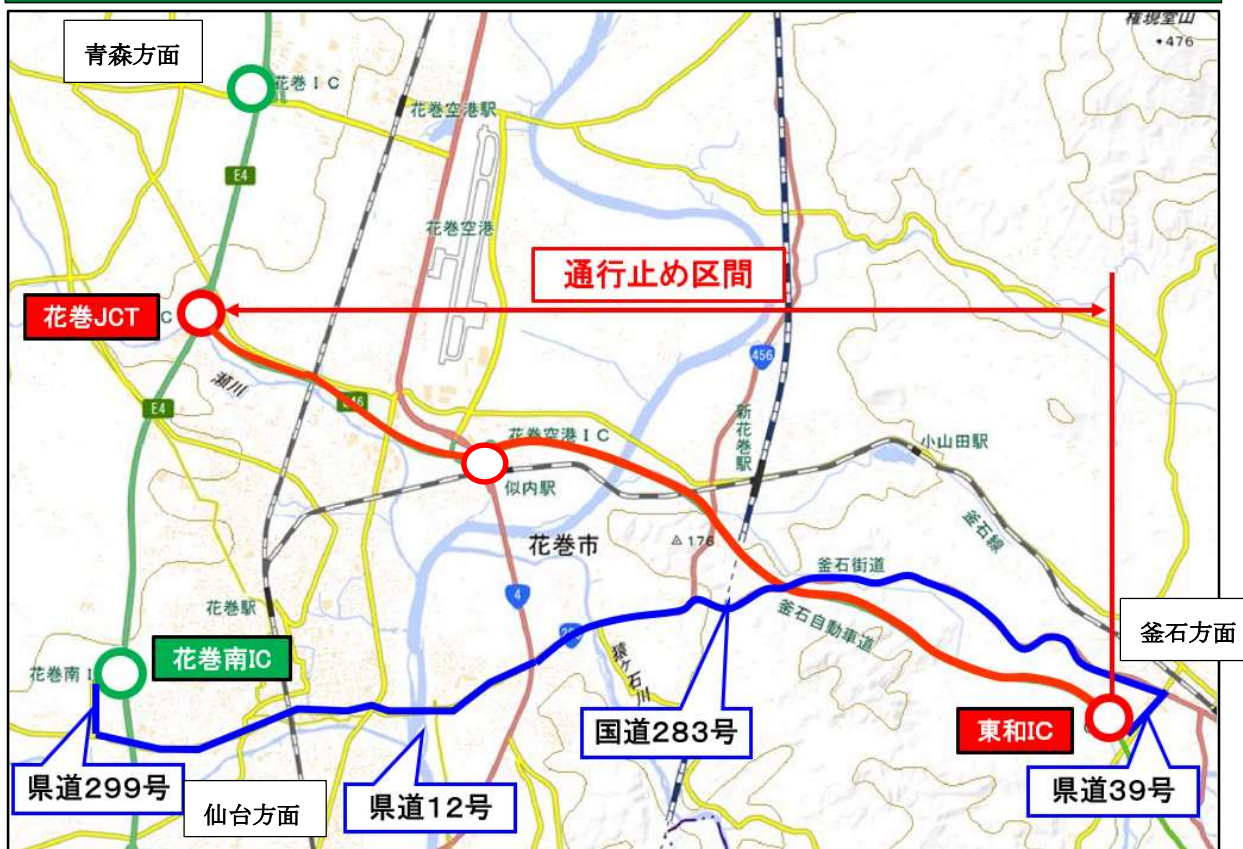 権現堂山
・476
青森方面
花巻IC
花巻空港駅
E4
花巻空港
通行止め区間
花巻JCT
C
456
瀬川
E4
E46
新花巻駅
花巻空港IC
小山田駅
似内駅
花巻市
△176
釜石線
釜石街道
4
花巻駅
釜石自動車道
釜石方面
花巻南I
花巻南IC
猿ヶ石川
国道283号
東和IC
県道299号
仙台方面
県道12号
県道39号